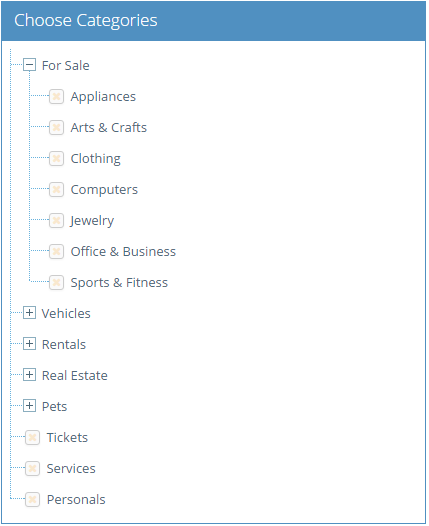 Choose Categories
For Sale
Appliances
Arts & Crafts
Clothing
Computers
Jewelry
Office & Business
Sports & Fitness
Vehicles
Rentals
Real Estate
Pets
Tickets
Services
Personals